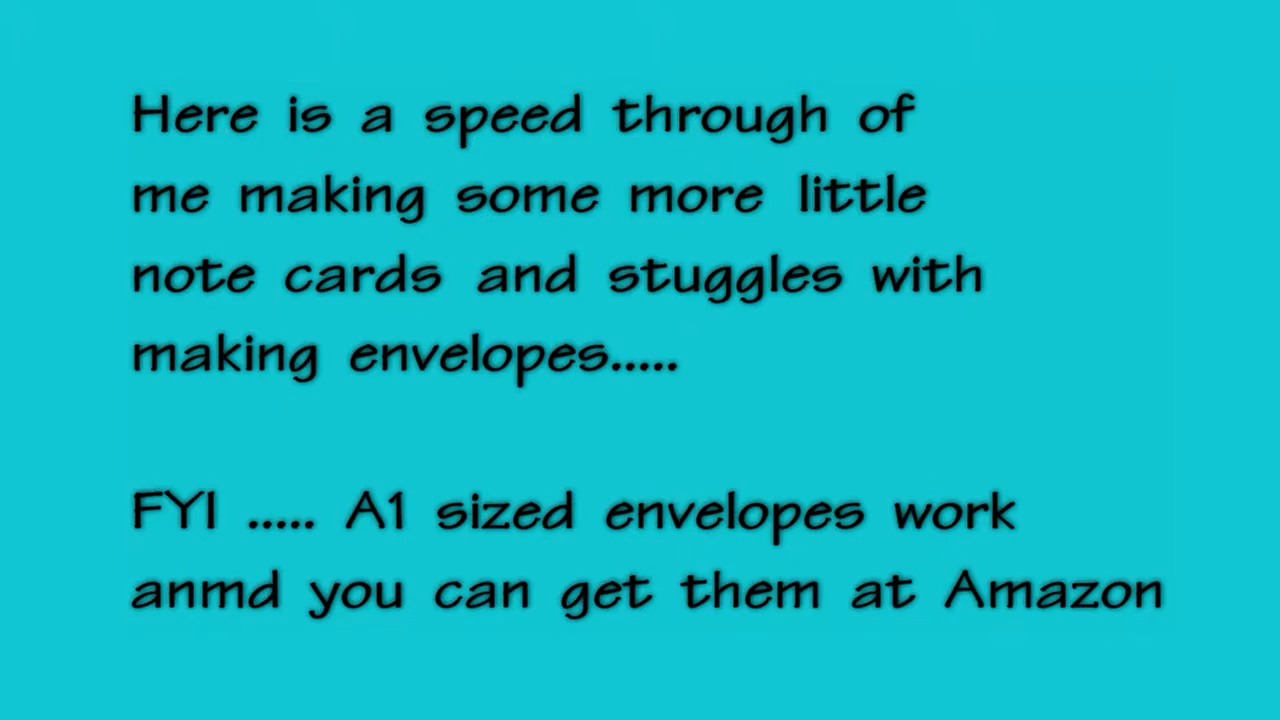 Here is a speed through of
me making some more little
note cards and stuggles with
making envelopes.....
FYI ..... A1 sized envelopes work
anmd you can get them at Amazon